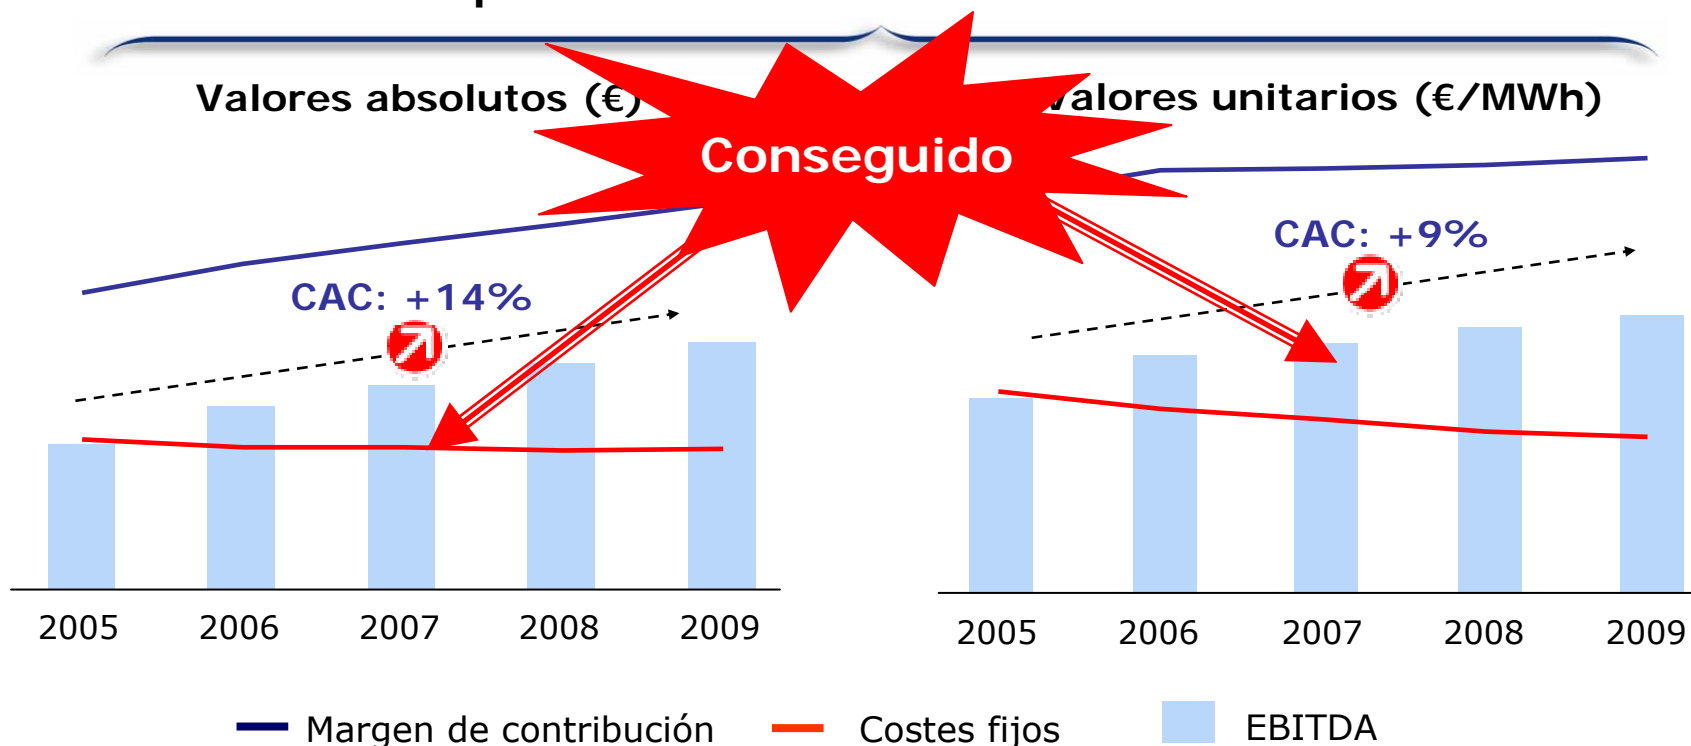 Valores absolutos (€)
Valores unitarios (€/MWh)
Conseguido
CAC: +14%
CAC: +9%
2005 2006 2007 2008 2009
2005 2006 2007 2008 2009
Margen de contribución Costes fijos EBITDA